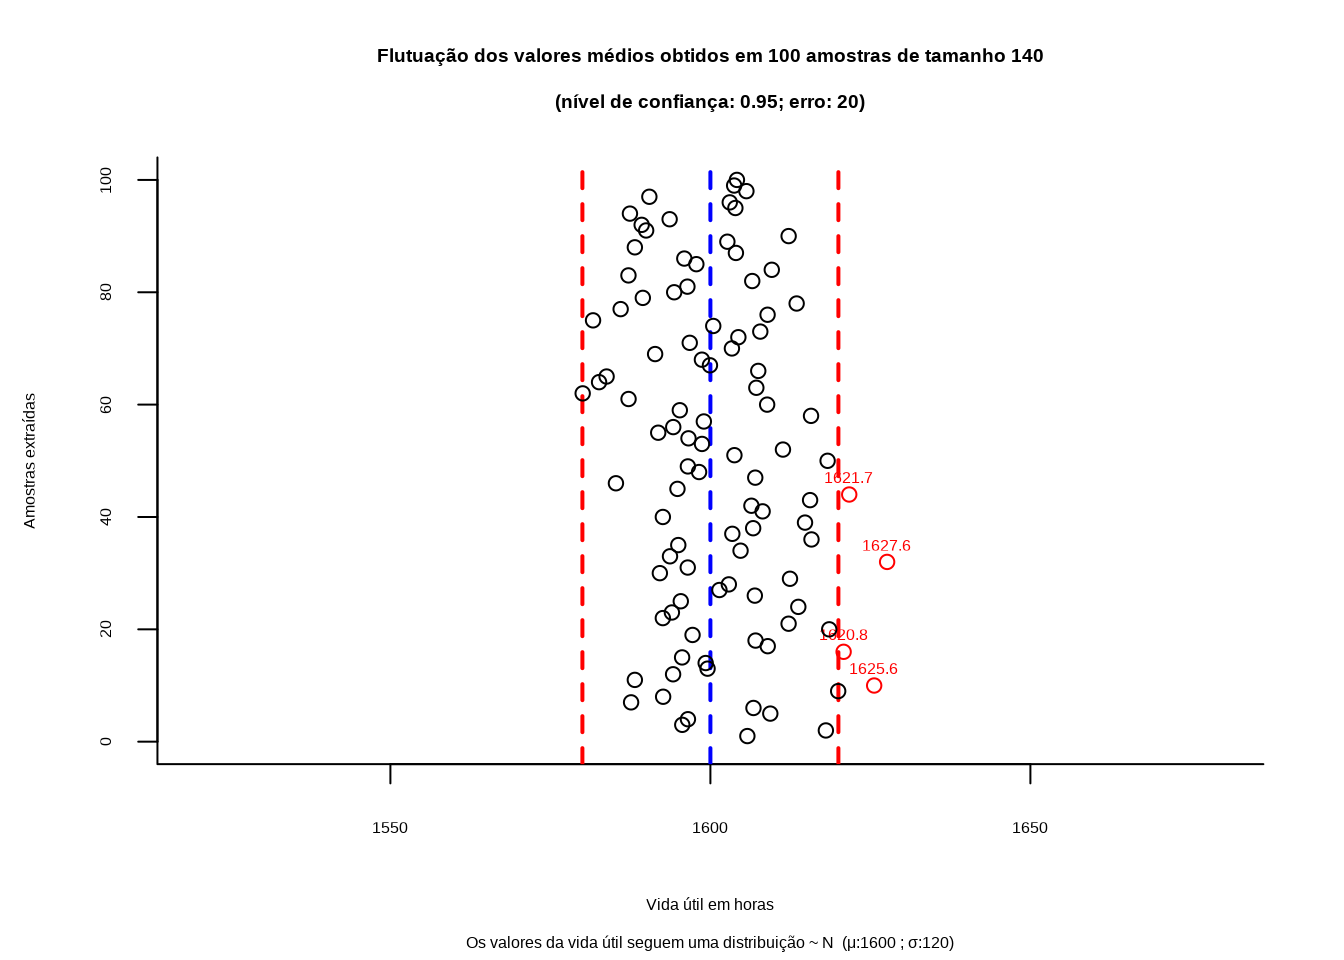 Flutuação dos valores médios obtidos em 100 amostras de tamanho 140
(nível de confiança: 0.95; erro: 20)
Amostras extraídas
100
80
60
40
20
0
1621.7
1627.6
1620.8
1625.6
1550
1600
1650
Vida útil em horas
Os valores da vida útil seguem uma distribuição ~ N  (μ:1600 ; σ:120)